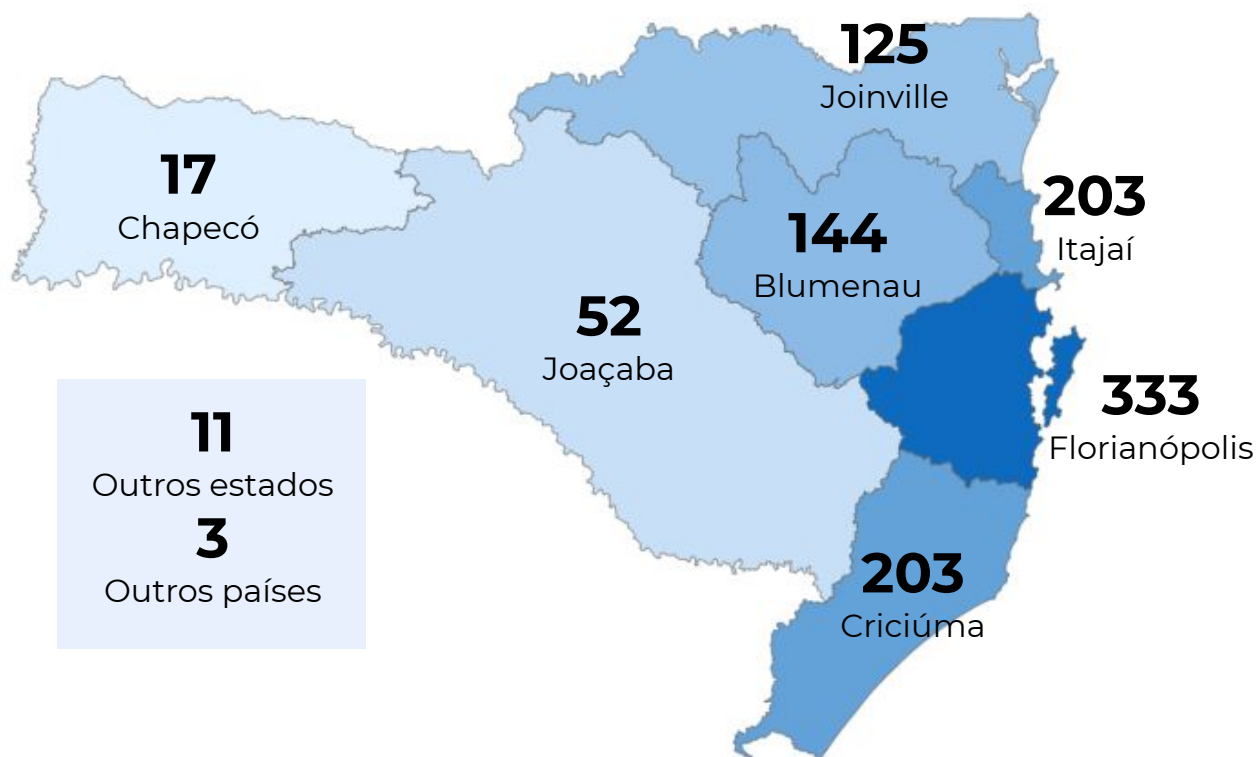 125
Joinville
17
Chapecó
203
Itajaí
144
Blumenau
52
Joaçaba
333
Florianópolis
11
Outros estados
3
Outros países
203
Criciúma